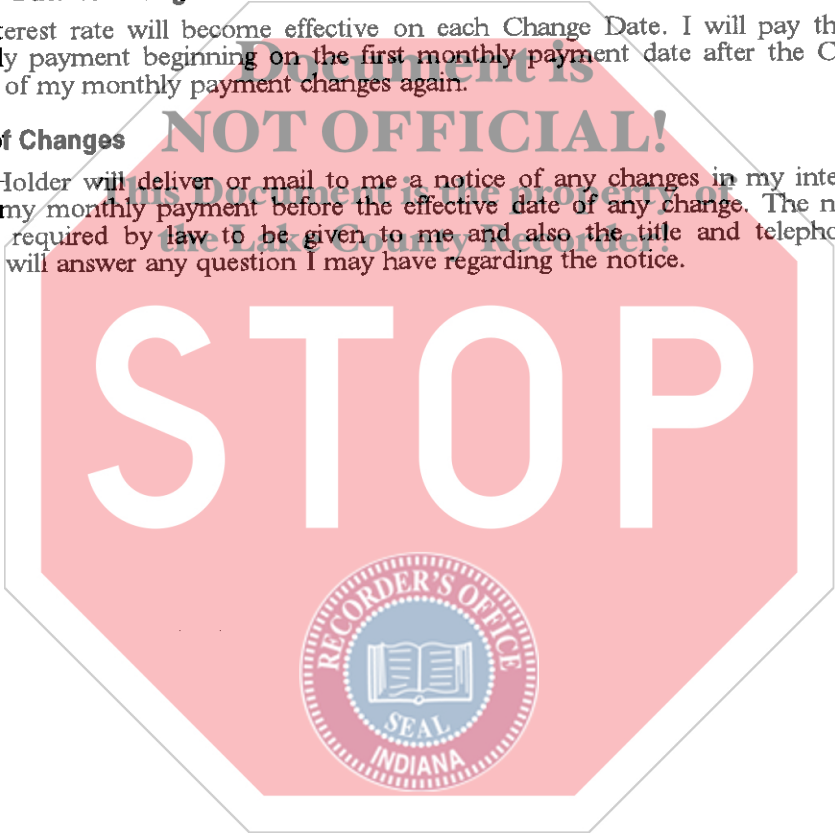 terest rate will become effective on each Change Date. I will pay th
ly payment beginning on the first monthly payment date after the C
of my monthly payment changes again.
Document is
NOT OFFICIAL!
This Document is the property of
the Lake County Recorder!
f Changes
Holder will deliver or mail to me a notice of any changes in my inte
my monthly payment before the effective date of any change. The n
required by law to be given to me and also the title and telepho
will answer any question I may have regarding the notice.
STOP
RECORDER'S OFFICE
SEAL
INDIANA